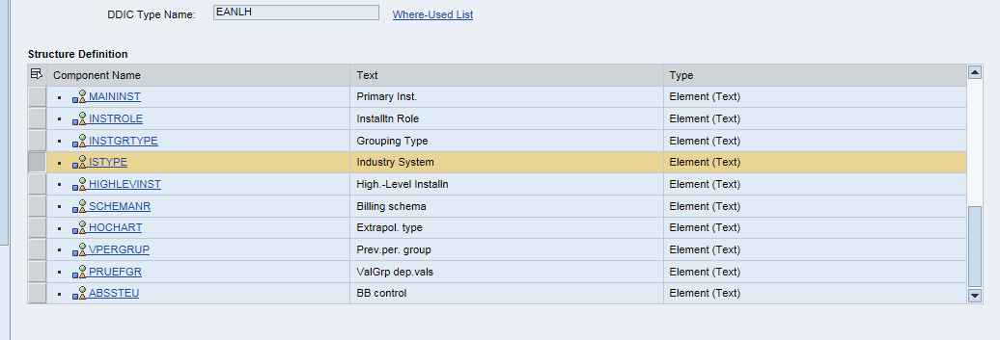 DDIC Type Name: EANLH Where-Used List
Structure Definition
Component Name Text Type
MAININST Primary Inst. Element (Text)
INSTROLE Installtn Role Element (Text)
INSTGRTYPE Grouping Type Element (Text)
ISTYPE Industry System Element (Text)
HIGHLEVINST High.-Level Installn Element (Text)
SCHEMANR Billing schema Element (Text)
HOCHART Extrapol. type Element (Text)
VPERGRUP Prev.per. group Element (Text)
PRUEFGR ValGrp dep.vals Element (Text)
ABSSTEU BB control Element (Text)